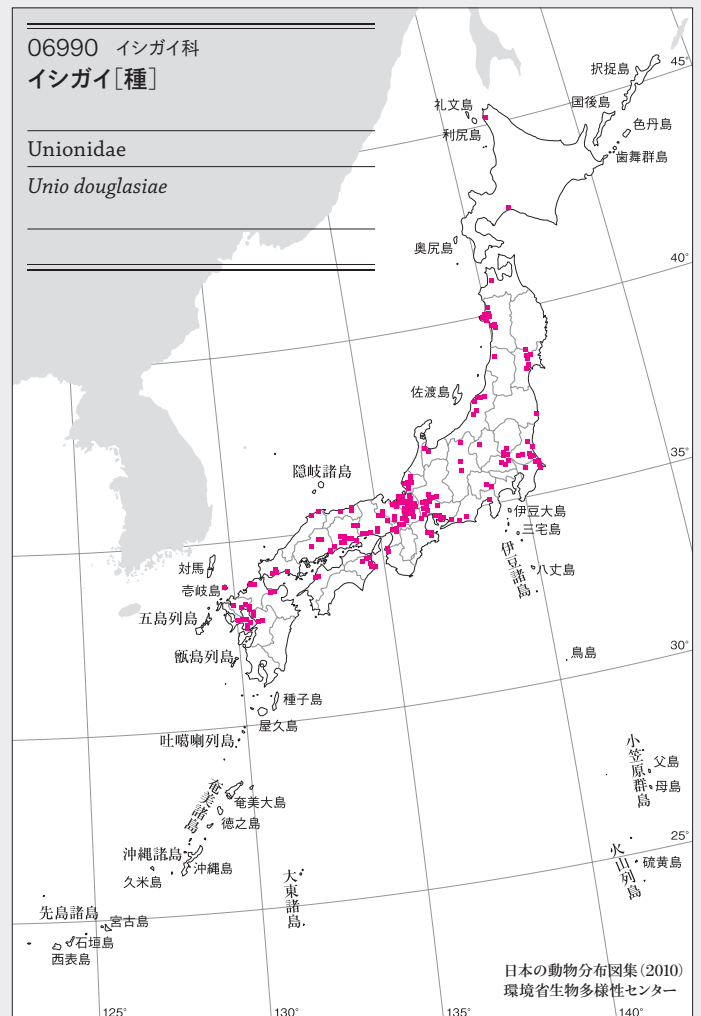 06990 イシガイ科
イシガイ[種]
Unionidae
Unio douglasiae
択捉島
45°
礼文島
国後島
利尻島
色丹島
歯舞群島
奥尻島
40°
佐渡島
35°
隠岐諸島
伊豆大島
三宅島
対馬
伊豆諸島
八丈島
壱岐島
五島列島
甑島列島
鳥島
30°
種子島
屋久島
吐噶喇列島
小笠原群島
父島
母島
奄美諸島
奄美大島
徳之島
25°
沖縄諸島
火山列島
硫黄島
沖縄島
久米島
大東諸島
先島諸島
宮古島
石垣島
西表島
日本の動物分布図集(2010)
環境省生物多様性センター
125°
130°
135°
140°